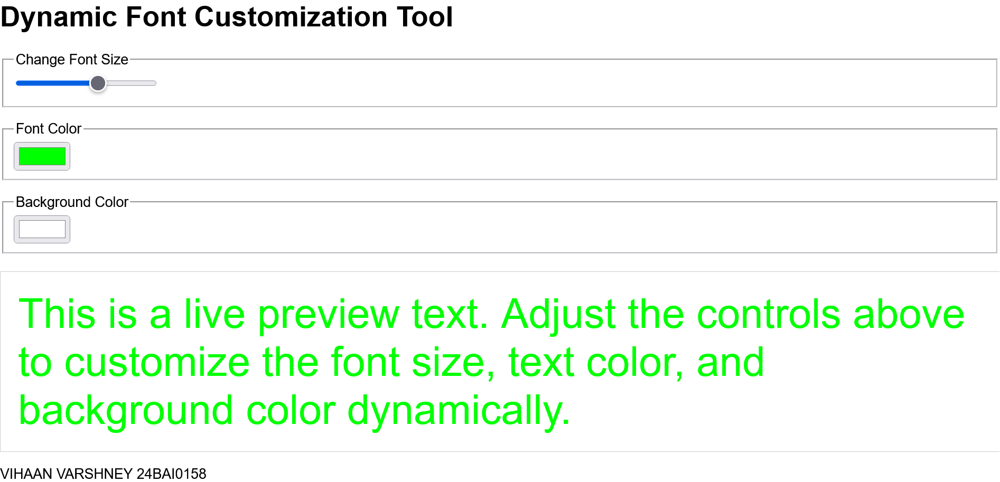 Dynamic Font Customization Tool
Change Font Size
Font Color
Background Color
This is a live preview text. Adjust the controls above
to customize the font size, text color, and
background color dynamically.
VIHAAN VARSHNEY 24BAI0158